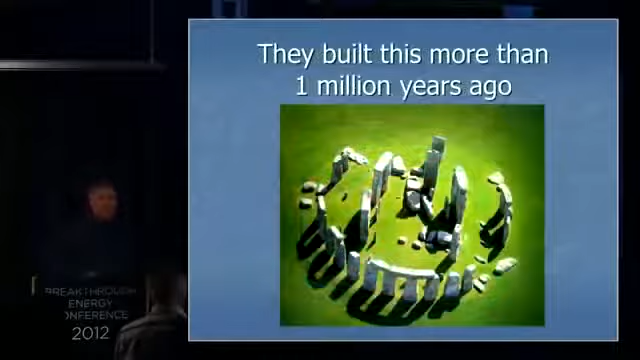 They built this more than
1 million years ago
BREAKTHROUGH
ENERGY
CONFERENCE
2012